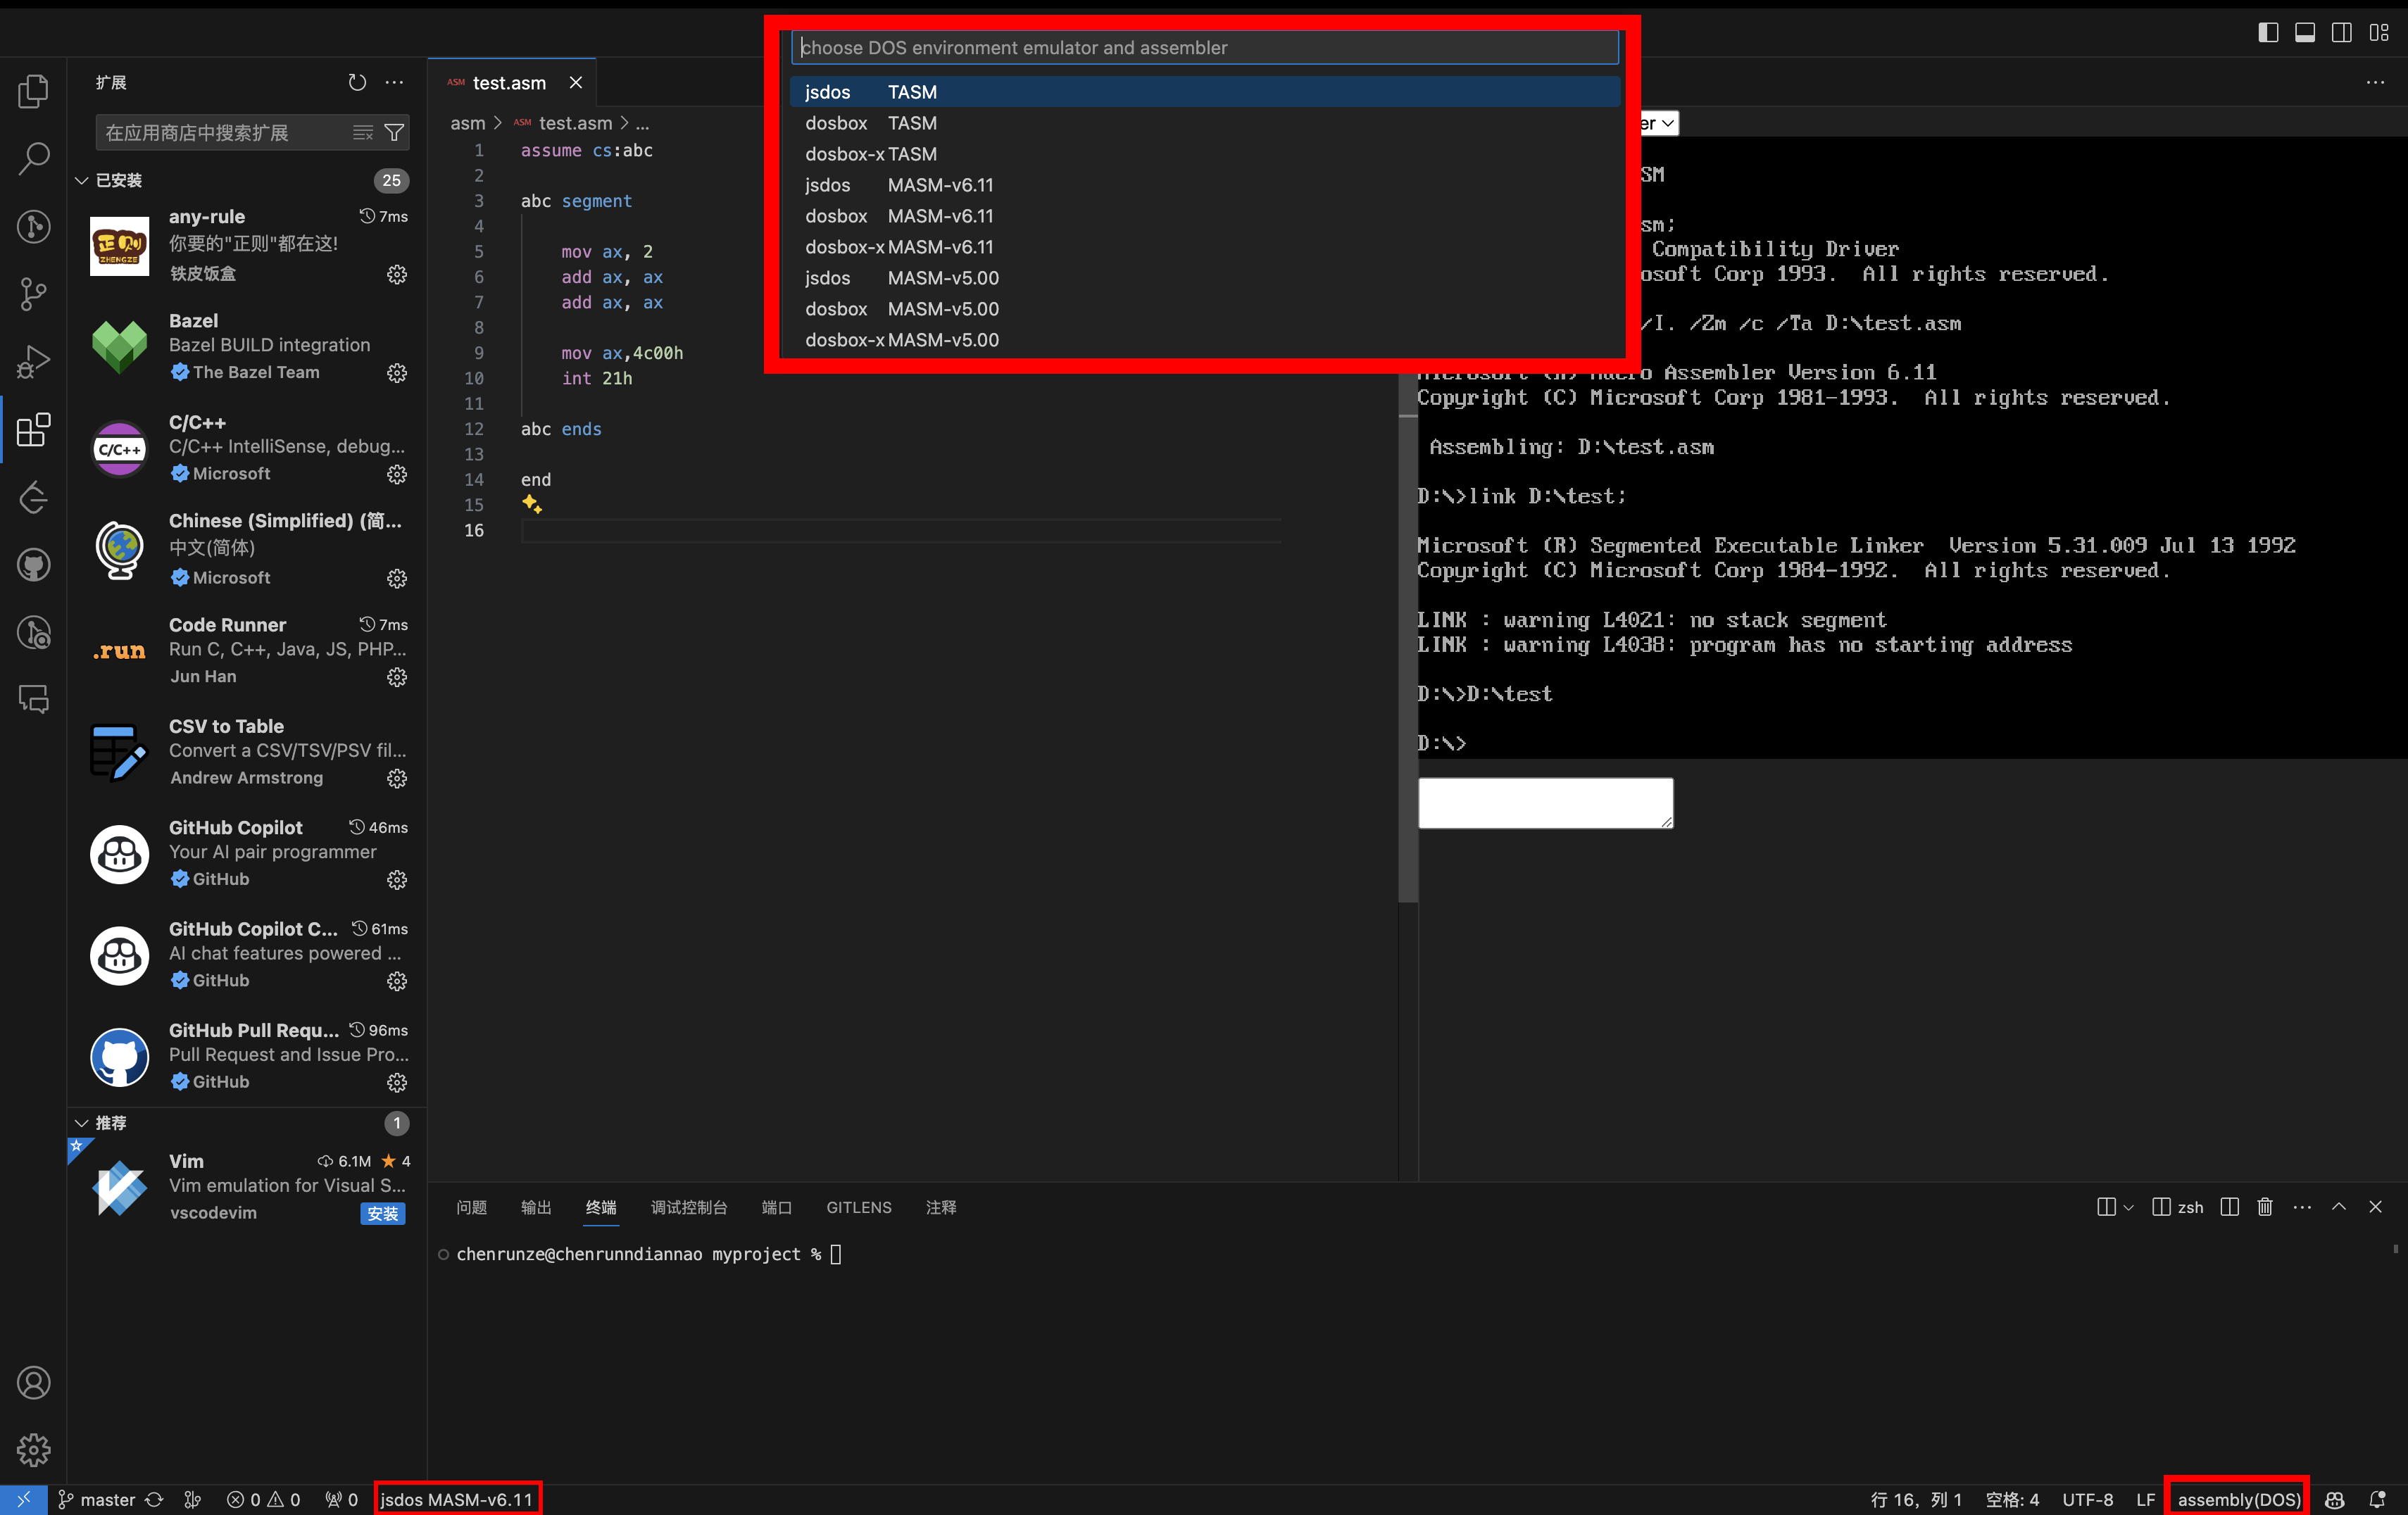 choose DOS environment emulator and assembler
jsdos TASM
dosbox TASM
dosbox-x TASM
jsdos MASM-v6.11
dosbox MASM-v6.11
dosbox-x MASM-v6.11
jsdos MASM-v5.00
dosbox MASM-v5.00
dosbox-x MASM-v5.00
扩展
在应用商店中搜索扩展
已安装 25
any-rule 7ms
你要的"正则"都在这!
铁皮饭盒
正则
ZHENGZE
Bazel
Bazel BUILD integration
The Bazel Team
C/C++
C/C++
C/C++ IntelliSense, debug...
Microsoft
Chinese (Simplified) (简...
中文(简体)
Microsoft
.run
Code Runner 7ms
Run C, C++, Java, JS, PHP...
Jun Han
CSV to Table
Convert a CSV/TSV/PSV fil...
Andrew Armstrong
GitHub Copilot 46ms
Your AI pair programmer
GitHub
GitHub Copilot C... 61ms
AI chat features powered ...
GitHub
GitHub Pull Requ... 96ms
Pull Request and Issue Pro...
GitHub
推荐 1
Vim 6.1M 4
Vim emulation for Visual S...
vscodevim 安装
ASM test.asm
asm > ASM test.asm > ...
1 assume cs:abc
2
3 abc segment
4
5 mov ax, 2
6 add ax, ax
7 add ax, ax
8
9 mov ax,4c00h
10 int 21h
11
12 abc ends
13
14 end
15
16
er
SM
sm;
Compatibility Driver
osoft Corp 1993. All rights reserved.
/I. /Zm /c /Ta D:\test.asm
Microsoft (R) Macro Assembler Version 6.11
Copyright (C) Microsoft Corp 1981-1993. All rights reserved.
Assembling: D:\test.asm
D:\>link D:\test;
Microsoft (R) Segmented Executable Linker Version 5.31.009 Jul 13 1992
Copyright (C) Microsoft Corp 1984-1992. All rights reserved.
LINK : warning L4021: no stack segment
LINK : warning L4038: program has no starting address
D:\>D:\test
D:\>
问题 输出 终端 调试控制台 端口 GITLENS 注释
zsh
chenrunze@chenrunndiannao myproject %
master 0 0 0 jsdos MASM-v6.11 行 16, 列 1 空格: 4 UTF-8 LF assembly(DOS)